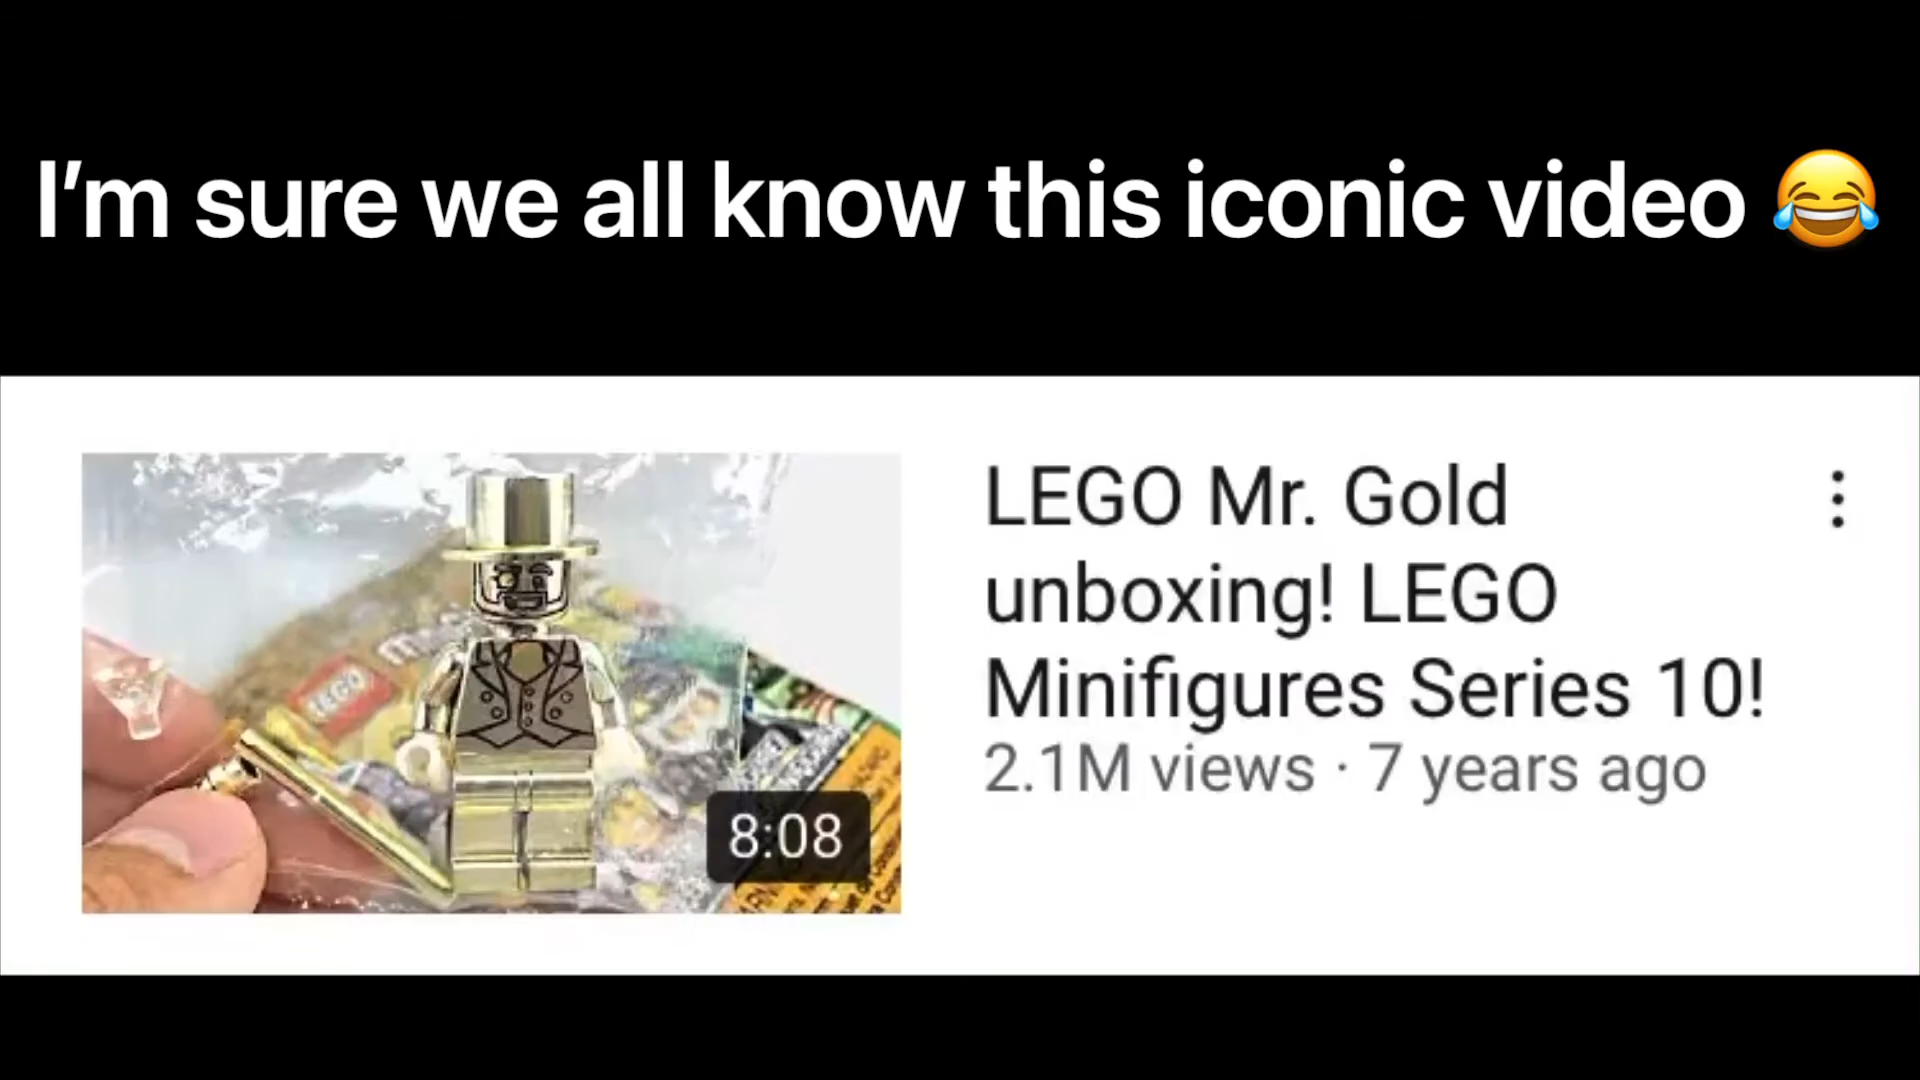 I'm sure we all know this iconic video 😂
LEGO Mr. Gold
unboxing! LEGO
Minifigures Series 10!
2.1M views · 7 years ago
LEGO
8:08